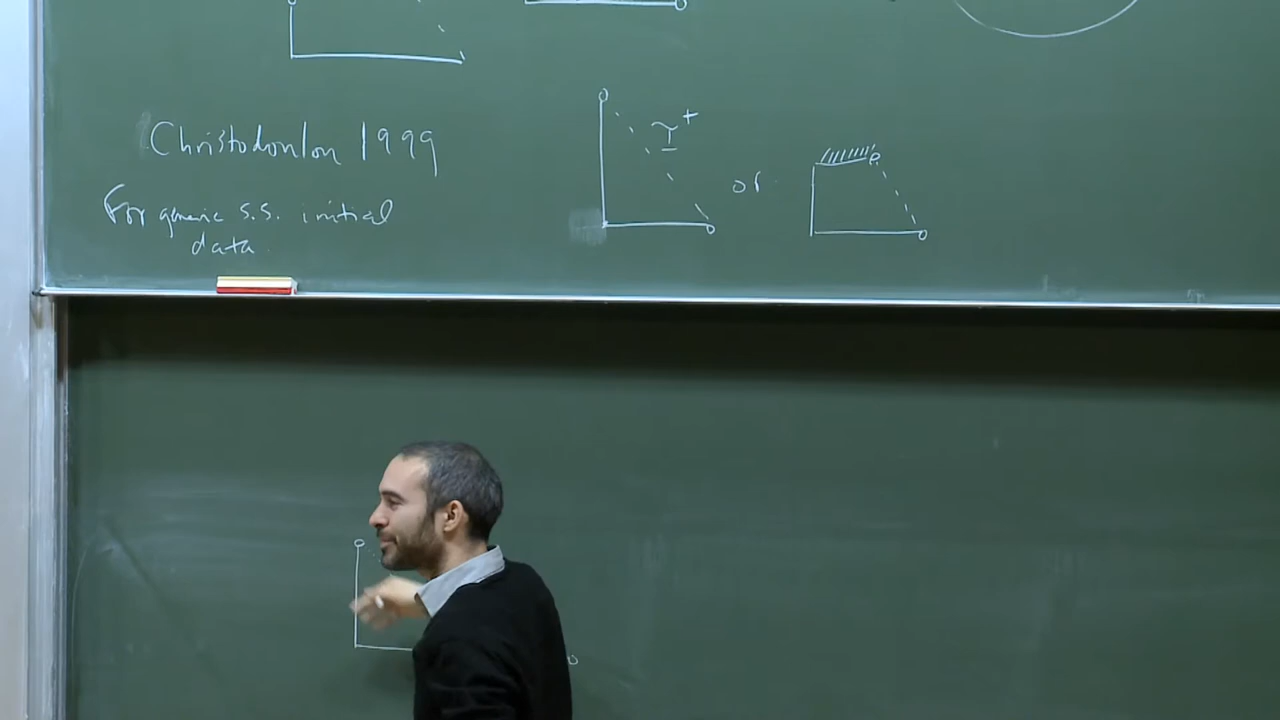 Christodoulou 1999
I+
or
For generic s.s. initial
data.